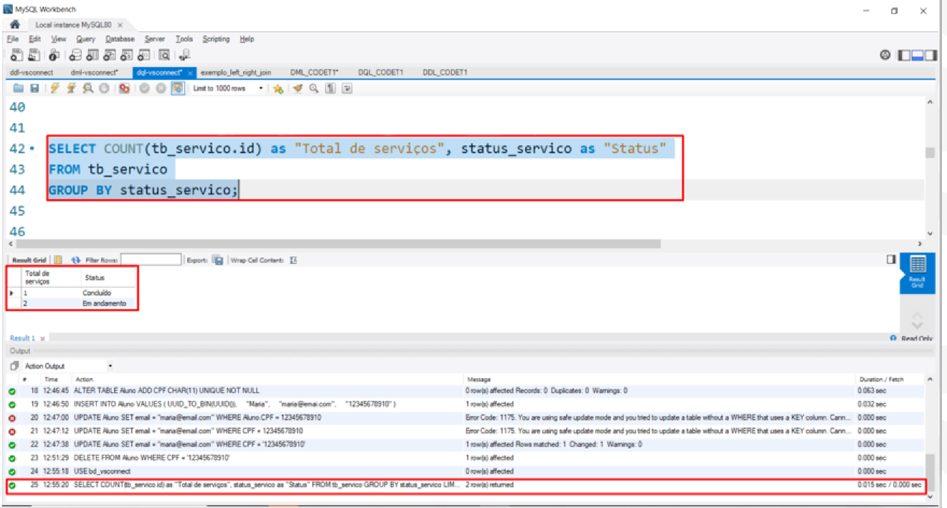 MySQL Workbench
Local instance MySQL80 ×
File Edit View Query Database Server Tools Scripting Help
ddl-vsconnect dml-vsconnect* dql-vsconnect* × exemplo_left_right_join DML_CODET1* DQL_CODET1 DDL_CODET1
Limit to 1000 rows
40
41
42 SELECT COUNT(tb_servico.id) as "Total de serviços", status_servico as "Status"
43 FROM tb_servico
44 GROUP BY status_servico;
45
46
Result Grid Filter Rows: Export: Wrap Cell Content:
Total de serviços Status
1 Concluído
2 Em andamento
Result Grid
Result 1 × Read Only
Output
Action Output
# Time Action Message Duration / Fetch
18 12:46:45 ALTER TABLE Aluno ADD CPF CHAR(11) UNIQUE NOT NULL 0 row(s) affected Records: 0 Duplicates: 0 Warnings: 0 0.063 sec
19 12:46:50 INSERT INTO Aluno VALUES ( UUID_TO_BIN(UUID()), "Maria", "maria@emai.com", "12345678910" ) 1 row(s) affected 0.032 sec
20 12:47:00 UPDATE Aluno SET email = "maria@email.com" WHERE Aluno.CPF = 12345678910 Error Code: 1175. You are using safe update mode and you tried to update a table without a WHERE that uses a KEY column. Cann... 0.000 sec
21 12:47:12 UPDATE Aluno SET email = "maria@email.com" WHERE CPF = 12345678910 Error Code: 1175. You are using safe update mode and you tried to update a table without a WHERE that uses a KEY column. Cann... 0.000 sec
22 12:47:38 UPDATE Aluno SET email = "maria@email.com" WHERE CPF = '12345678910' 1 row(s) affected Rows matched: 1 Changed: 1 Warnings: 0 0.000 sec
23 12:51:29 DELETE FROM Aluno WHERE CPF = '12345678910' 1 row(s) affected 0.000 sec
24 12:55:18 USE bd_vsconnect 0 row(s) affected 0.000 sec
25 12:55:20 SELECT COUNT(tb_servico.id) as "Total de serviços", status_servico as "Status" FROM tb_servico GROUP BY status_servico LIM... 2 row(s) returned 0.015 sec / 0.000 sec